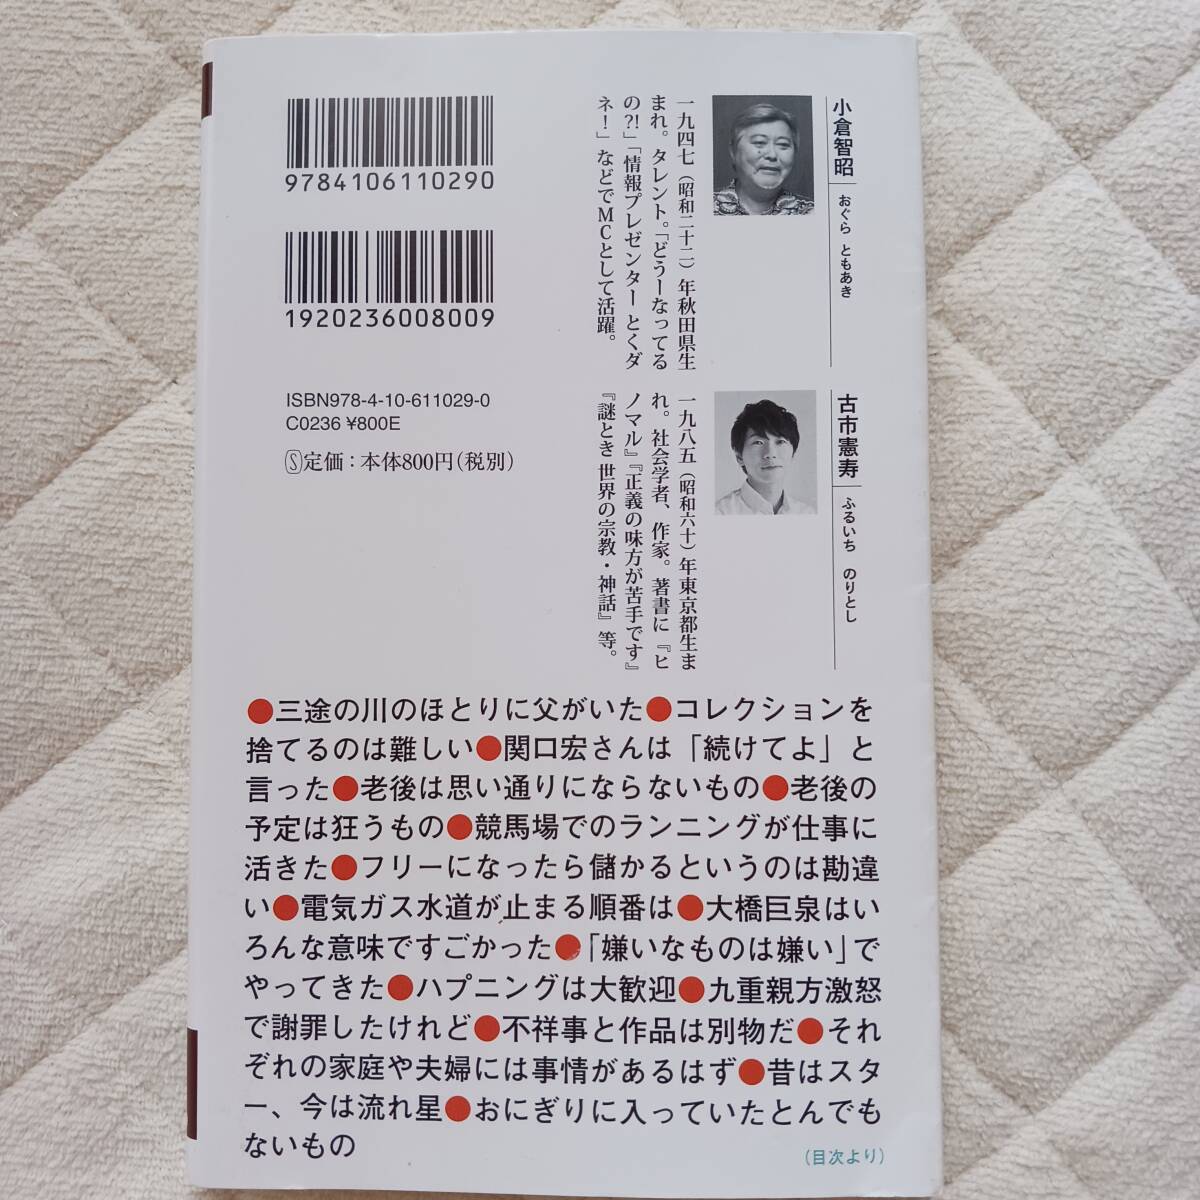 9784106110290
1920236008009
ISBN978-4-10-611029-0
C0236 ¥800E
Ⓢ定価：本体800円(税別)
小倉智昭
おぐら ともあき
一九四七（昭和二十二）年秋田県生
まれ。タレント。「どうーなってる
の?!」「情報プレゼンター とくダ
ネ！」などでMCとして活躍。
古市憲寿
ふるいち のりとし
一九八五（昭和六十）年東京都生ま
れ。社会学者、作家。著書に『ヒ
ノマル』『正義の味方が苦手です』
『謎とき 世界の宗教・神話』等。
●三途の川のほとりに父がいた●コレクションを
捨てるのは難しい●関口宏さんは「続けてよ」と
言った●老後は思い通りにならないもの●老後の
予定は狂うもの●競馬場でのランニングが仕事に
活きた●フリーになったら儲かるというのは勘違
い●電気ガス水道が止まる順番は●大橋巨泉はい
ろんな意味ですごかった●「嫌いなものは嫌い」で
やってきた●ハプニングは大歓迎●九重親方激怒
で謝罪したけれど●不祥事と作品は別物だ●それ
ぞれの家庭や夫婦には事情があるはず●昔はスタ
ー、今は流れ星●おにぎりに入っていたとんでも
ないもの
（目次より）